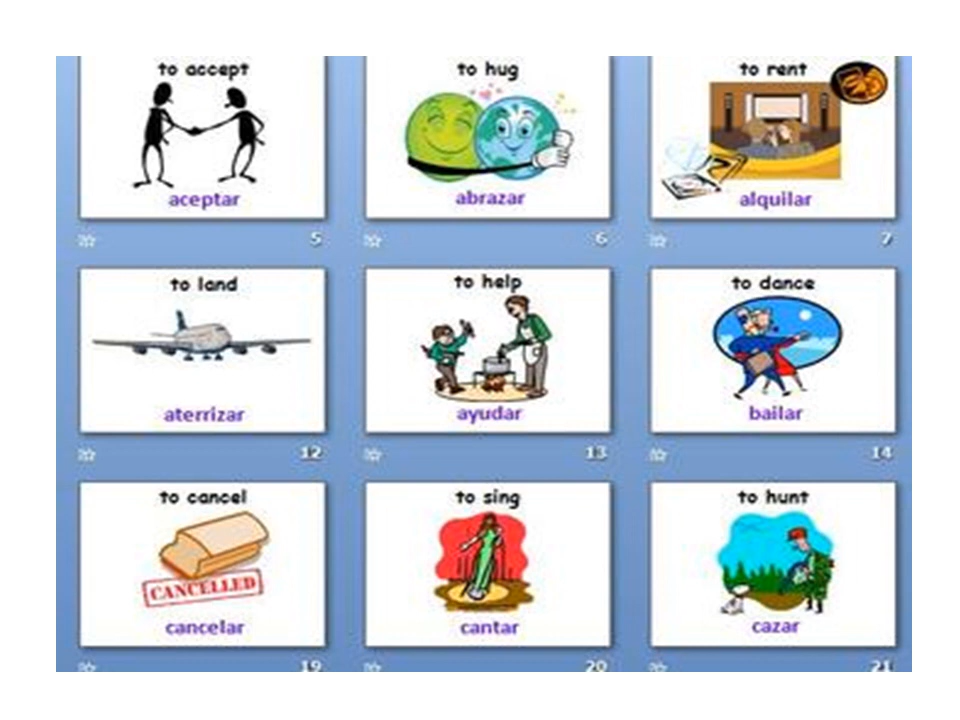 to accept
aceptar
5
to hug
abrazar
6
to rent
alquilar
7
to land
aterrizar
12
to help
ayudar
13
to dance
bailar
14
to cancel
CANCELLED
cancelar
19
to sing
cantar
20
to hunt
cazar
21